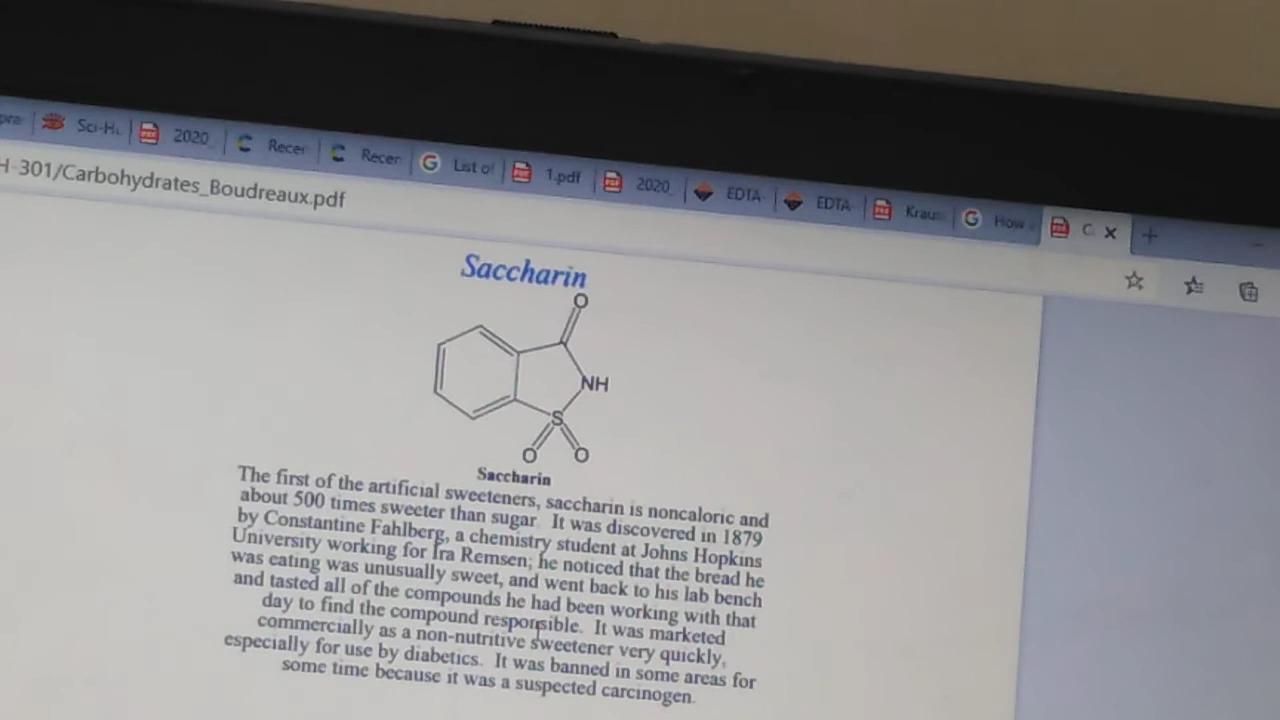 Sci-Hu
2020
Recer
Recer
List of
1.pdf
2020
EDTA-
EDTA
Kraus
How
C
H-301/Carbohydrates_Boudreaux.pdf
Saccharin
O
NH
S
O
O
Saccharin
The first of the artificial sweeteners, saccharin is noncaloric and
about 500 times sweeter than sugar. It was discovered in 1879
by Constantine Fahlberg, a chemistry student at Johns Hopkins
University working for Ira Remsen; he noticed that the bread he
was eating was unusually sweet, and went back to his lab bench
and tasted all of the compounds he had been working with that
day to find the compound responsible. It was marketed
commercially as a non-nutritive sweetener very quickly,
especially for use by diabetics. It was banned in some areas for
some time because it was a suspected carcinogen.